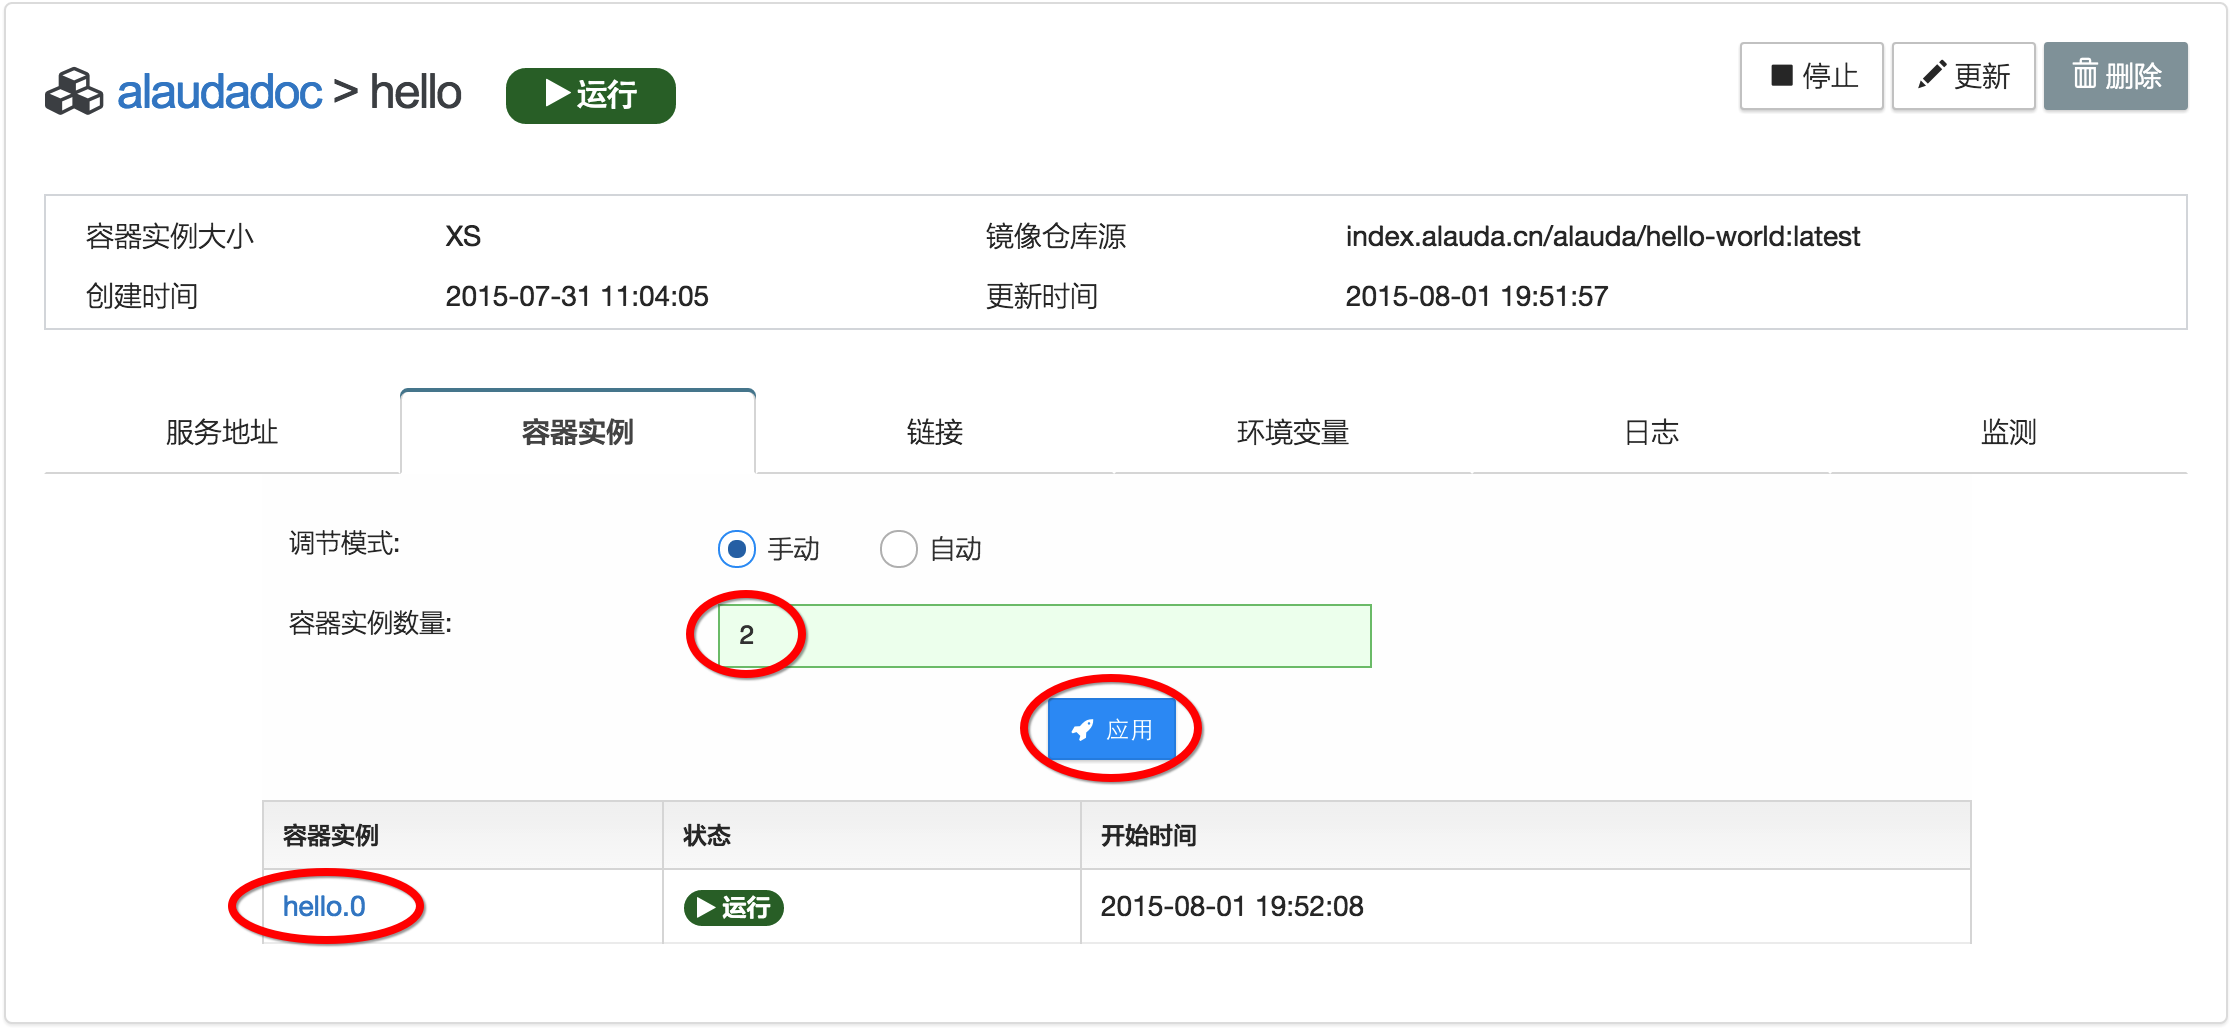 alaudadoc > hello 运行 停止 更新 删除
容器实例大小 XS 镜像仓库源 index.alauda.cn/alauda/hello-world:latest
创建时间 2015-07-31 11:04:05 更新时间 2015-08-01 19:51:57
服务地址 容器实例 链接 环境变量 日志 监测
调节模式: 手动 自动
容器实例数量: 2
应用
容器实例 状态 开始时间
hello.0 运行 2015-08-01 19:52:08